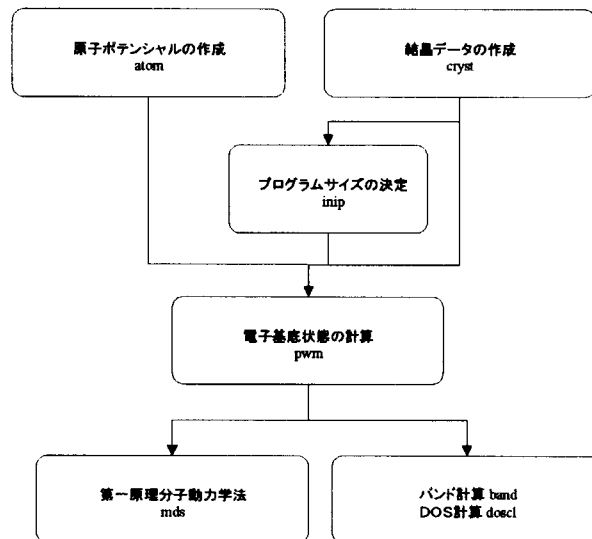 原子ポテンシャルの作成
atom
結晶データの作成
cryst
プログラムサイズの決定
inip
電子基底状態の計算
pwm
第一原理分子動力学法
mds
バンド計算 band
DOS計算 doscl